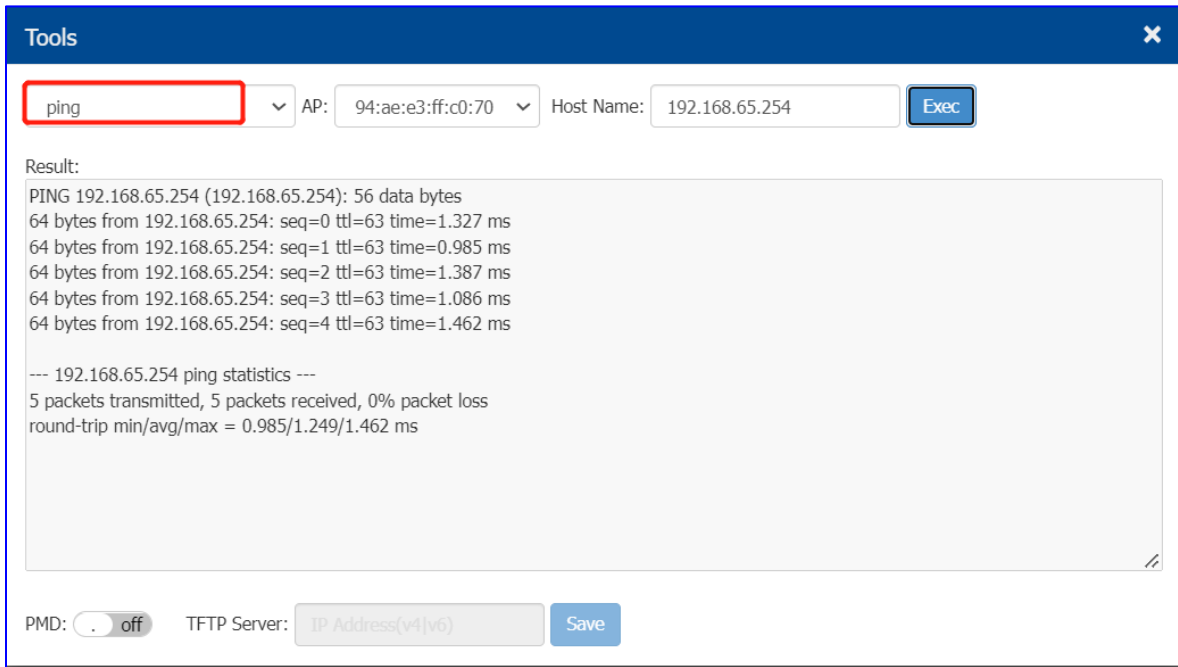 Tools
ping AP: 94:ae:e3:ff:c0:70 Host Name: 192.168.65.254 Exec
Result:
PING 192.168.65.254 (192.168.65.254): 56 data bytes
64 bytes from 192.168.65.254: seq=0 ttl=63 time=1.327 ms
64 bytes from 192.168.65.254: seq=1 ttl=63 time=0.985 ms
64 bytes from 192.168.65.254: seq=2 ttl=63 time=1.387 ms
64 bytes from 192.168.65.254: seq=3 ttl=63 time=1.086 ms
64 bytes from 192.168.65.254: seq=4 ttl=63 time=1.462 ms
--- 192.168.65.254 ping statistics ---
5 packets transmitted, 5 packets received, 0% packet loss
round-trip min/avg/max = 0.985/1.249/1.462 ms
PMD: . off TFTP Server: IP Address(v4|v6) Save